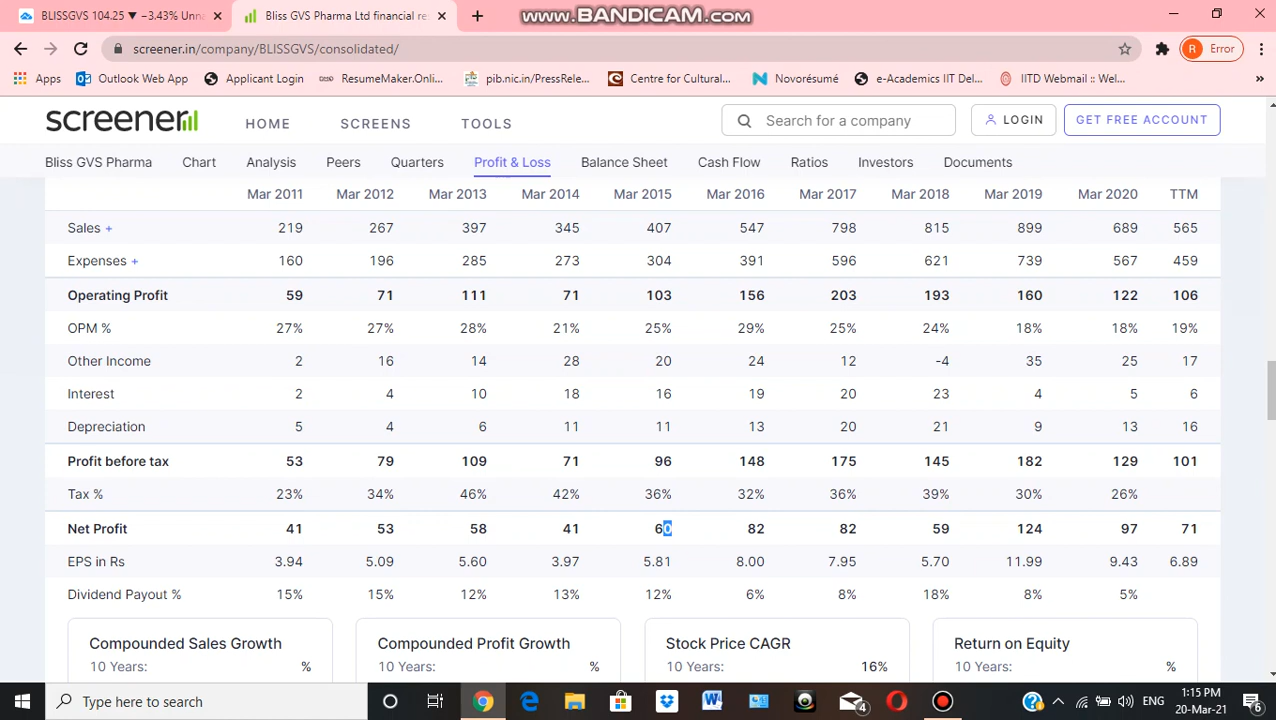 BLISSGVS 104.25 ▼ −3.43% Unna
Bliss GVS Pharma Ltd financial re
www.BANDICAM.com
screener.in/company/BLISSGVS/consolidated/
R Error
Apps Outlook Web App Applicant Login ResumeMaker.Onli... pib.nic.in/PressRele... Centre for Cultural... Novorésumé e-Academics IIT Del... IITD Webmail :: Wel... »
screener
HOME SCREENS TOOLS
Search for a company
LOGIN
GET FREE ACCOUNT
Bliss GVS Pharma Chart Analysis Peers Quarters Profit & Loss Balance Sheet Cash Flow Ratios Investors Documents
Mar 2011 Mar 2012 Mar 2013 Mar 2014 Mar 2015 Mar 2016 Mar 2017 Mar 2018 Mar 2019 Mar 2020 TTM
Sales + 219 267 397 345 407 547 798 815 899 689 565
Expenses + 160 196 285 273 304 391 596 621 739 567 459
Operating Profit 59 71 111 71 103 156 203 193 160 122 106
OPM % 27% 27% 28% 21% 25% 29% 25% 24% 18% 18% 19%
Other Income 2 16 14 28 20 24 12 -4 35 25 17
Interest 2 4 10 18 16 19 20 23 4 5 6
Depreciation 5 4 6 11 11 13 20 21 9 13 16
Profit before tax 53 79 109 71 96 148 175 145 182 129 101
Tax % 23% 34% 46% 42% 36% 32% 36% 39% 30% 26%
Net Profit 41 53 58 41 60 82 82 59 124 97 71
EPS in Rs 3.94 5.09 5.60 3.97 5.81 8.00 7.95 5.70 11.99 9.43 6.89
Dividend Payout % 15% 15% 12% 13% 12% 6% 8% 18% 8% 5%
Compounded Sales Growth Compounded Profit Growth Stock Price CAGR Return on Equity
10 Years: % 10 Years: % 10 Years: 16% 10 Years: %
Type here to search
4
ENG
1:15 PM
20-Mar-21
6